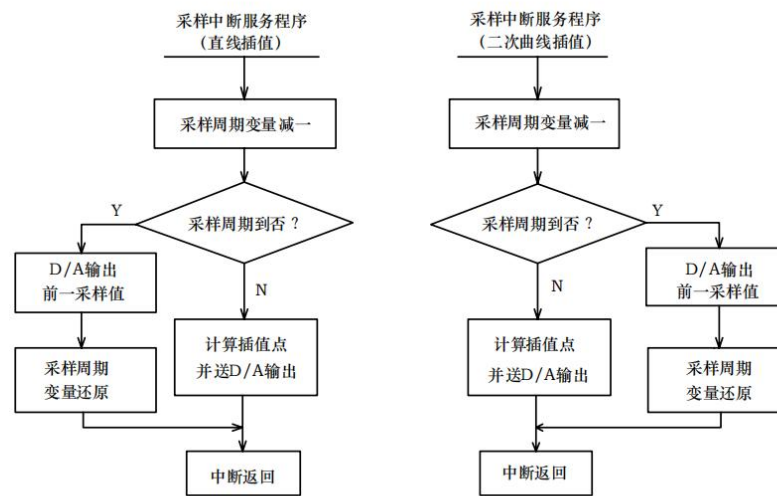 采样中断服务程序
（直线插值）
采样周期变量减一
采样周期到否？
Y
N
D/A输出
前一采样值
计算插值点
并送D/A输出
采样周期
变量还原
中断返回
采样中断服务程序
（二次曲线插值）
采样周期变量减一
采样周期到否？
Y
N
D/A输出
前一采样值
计算插值点
并送D/A输出
采样周期
变量还原
中断返回